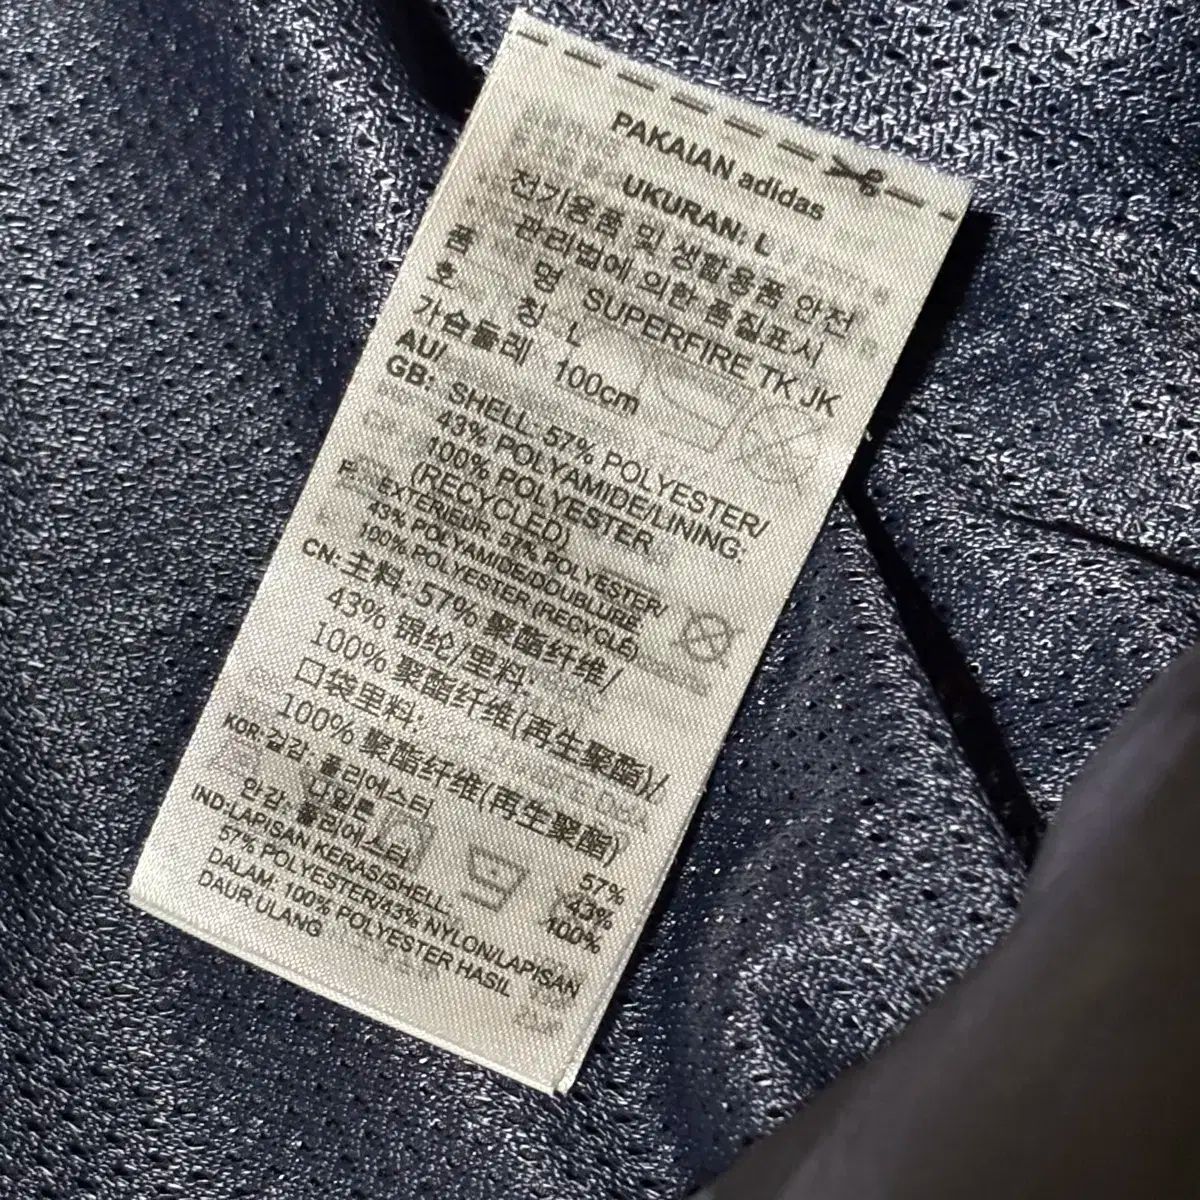 PAKAIAN adidas
UKURAN: L
전기용품 및 생활용품 안전
관리법에 의한 품질표시
품 명 SUPERFIRE TK JK
호 칭 L
가슴둘레 100cm
AU/
GB: SHELL: 57% POLYESTER/
43% POLYAMIDE/LINING:
100% POLYESTER
(RECYCLED)
F EXTERIEUR: 57% POLYESTER/
43% POLYAMIDE/DOUBLURE
100% POLYESTER (RECYCLE)
CN: 主料: 57% 聚酯纤维/
43% 锦纶/里料:
100% 聚酯纤维(再生聚酯)/
口袋里料:
100% 聚酯纤维(再生聚酯)
KOR: 겉감: 폴리에스터 57%
나일론 43%
안감: 폴리에스터 100%
IND:LAPISAN KERAS/SHELL:
57% POLYESTER/43% NYLON/LAPISAN
DALAM: 100% POLYESTER HASIL
DAUR ULANG